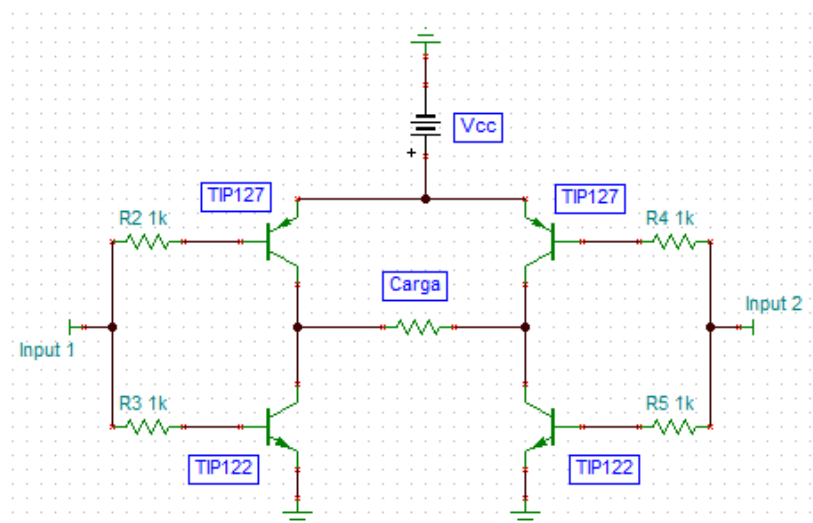 Vcc
TIP127
TIP127
R2 1k
R4 1k
Carga
Input 1
Input 2
R3 1k
R5 1k
TIP122
TIP122